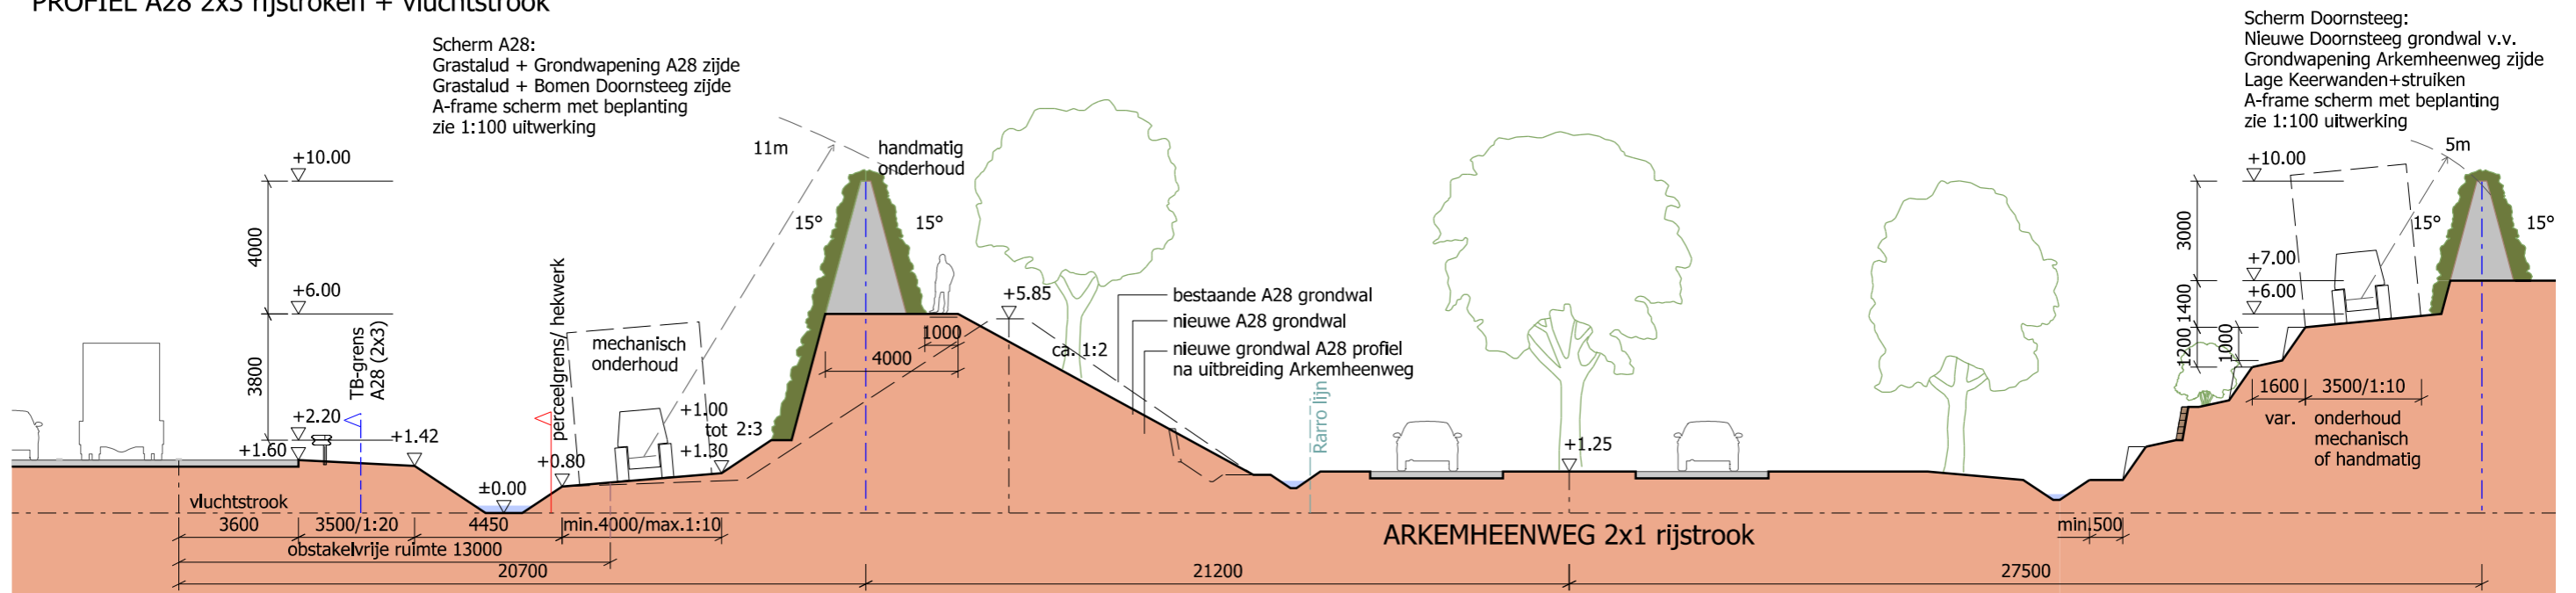 PROFIEL A28 2x3 rijstroken + vluchtstrook
Scherm A28:
Grastalud + Grondwapening A28 zijde
Grastalud + Bomen Doornsteeg zijde
A-frame scherm met beplanting
zie 1:100 uitwerking
Scherm Doornsteeg:
Nieuwe Doornsteeg grondwal v.v.
Grondwapening Arkemheenweg zijde
Lage Keerwanden+struiken
A-frame scherm met beplanting
zie 1:100 uitwerking
11m
handmatig
onderhoud
5m
+10.00
+10.00
15°
15°
15°
15°
4000
3000
+7.00
+6.00
+6.00
+5.85
1400
1200
1000
perceelgrens/ hekwerk
TB-grens
A28 (2x3)
3800
mechanisch
onderhoud
1000
4000
ca. 1:2
bestaande A28 grondwal
nieuwe A28 grondwal
nieuwe grondwal A28 profiel
na uitbreiding Arkemheenweg
Rarro lijn
1600
3500/1:10
var.
onderhoud
mechanisch
of handmatig
+2.20
+1.60
+1.42
+1.00
tot
2:3
+1.30
+0.80
±0.00
+1.25
vluchtstrook
3600
3500/1:20
4450
min.4000/max.1:10
obstakelvrije ruimte 13000
ARKEMHEENWEG 2x1 rijstrook
min.500
20700
21200
27500